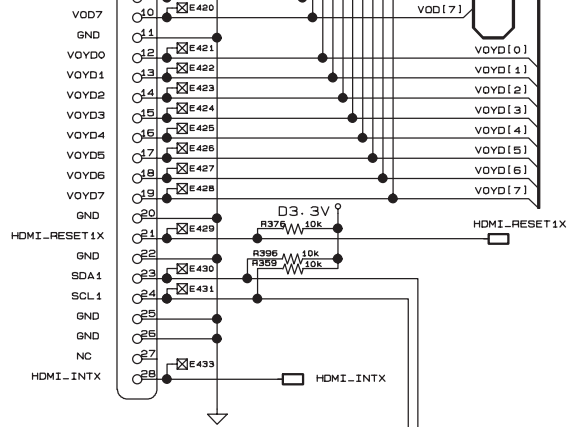 VOD7 10 E420 VOD[7]
GND 11
VOYD0 12 E421 VOYD[0]
VOYD1 13 E422 VOYD[1]
VOYD2 14 E423 VOYD[2]
VOYD3 15 E424 VOYD[3]
VOYD4 16 E425 VOYD[4]
VOYD5 17 E426 VOYD[5]
VOYD6 18 E427 VOYD[6]
VOYD7 19 E428 VOYD[7]
GND 20 D3.3V
HDMI_RESET1X 21 E429 R376 10k HDMI_RESET1X
GND 22 R396 10k
R359 10k
SDA1 23 E430
SCL1 24 E431
GND 25
GND 26
NC 27
E433
HDMI_INTX 28 HDMI_INTX